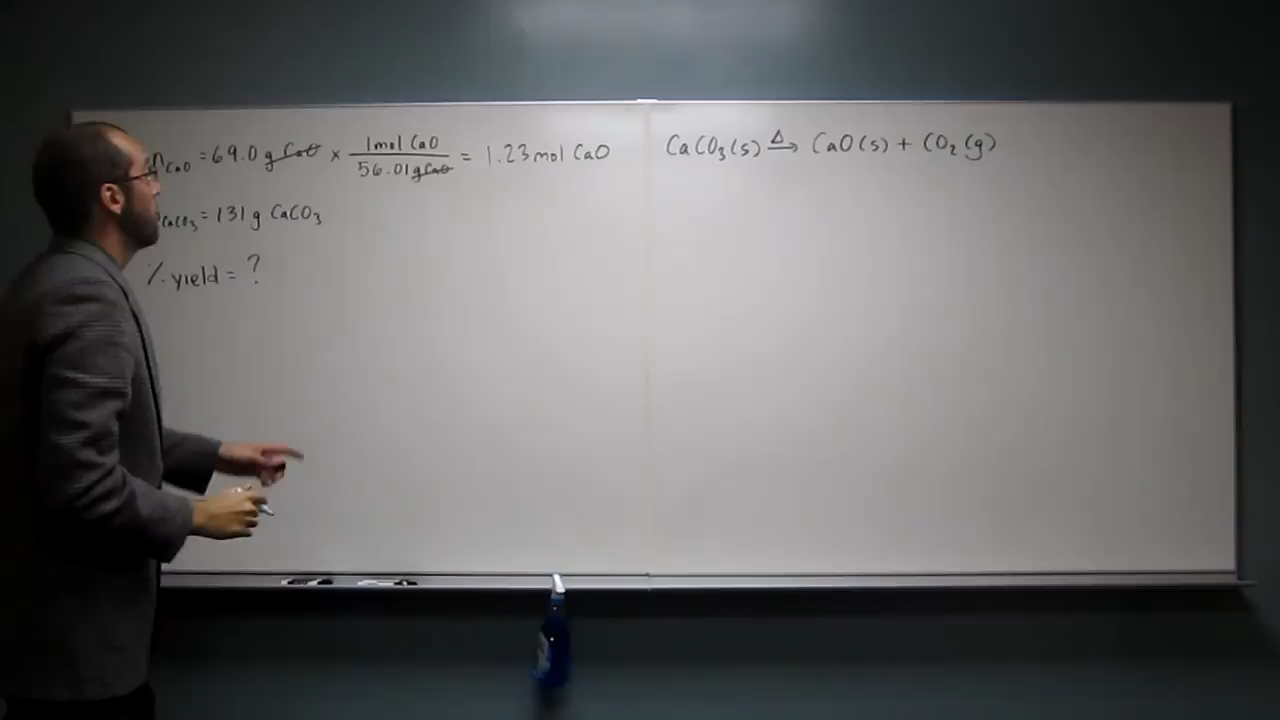 n CaO = 69.0 g CaO × 1 mol CaO / 56.01 g CaO = 1.23 mol CaO
CaCO₃ = 131 g CaCO₃
% yield = ?
CaCO₃(s) Δ→ CaO(s) + CO₂(g)